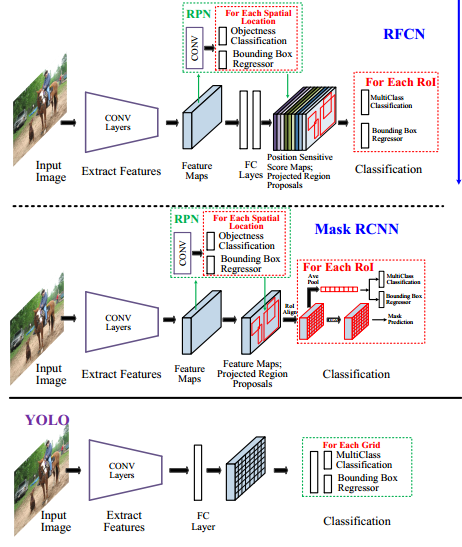 RPN
For Each Spatial
Location
CONV
Objectness
Classification
Bounding Box
Regressor
RFCN
For Each RoI
MultiClass
Classification
Bounding Box
Regressor
CONV
Layers
Input
Image
Extract Features
Feature
Maps
FC
Layers
Position Sensitive
Score Maps;
Projected Region
Proposals
Classification
RPN
For Each Spatial
Location
CONV
Objectness
Classification
Bounding Box
Regressor
Mask RCNN
For Each RoI
Ave
Pool
MultiClass
Classification
Bounding Box
Regressor
Mask
Prediction
RoI
Align
CONV
Layers
Input
Image
Extract Features
Feature
Maps
Feature Maps;
Projected Region
Proposals
Classification
YOLO
CONV
Layers
For Each Grid
MultiClass
Classification
Bounding Box
Regressor
Input
Image
Extract
Features
FC
Layer
Classification